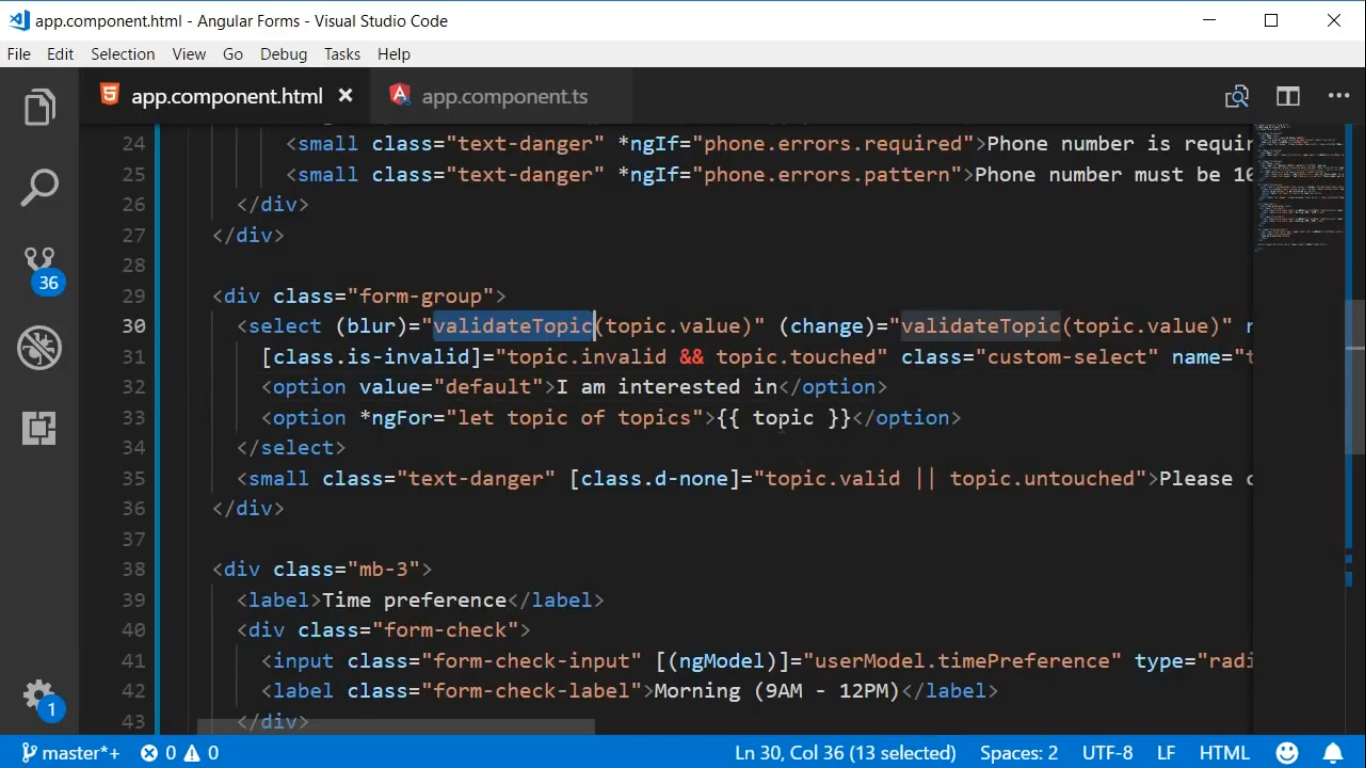 app.component.html - Angular Forms - Visual Studio Code
File Edit Selection View Go Debug Tasks Help
app.component.html app.component.ts
24 <small class="text-danger" *ngIf="phone.errors.required">Phone number is requir
25 <small class="text-danger" *ngIf="phone.errors.pattern">Phone number must be 10
26 </div>
27 </div>
28
29 <div class="form-group">
30 <select (blur)="validateTopic(topic.value)" (change)="validateTopic(topic.value)" n
31 [class.is-invalid]="topic.invalid && topic.touched" class="custom-select" name="t
32 <option value="default">I am interested in</option>
33 <option *ngFor="let topic of topics">{{ topic }}</option>
34 </select>
35 <small class="text-danger" [class.d-none]="topic.valid || topic.untouched">Please c
36 </div>
37
38 <div class="mb-3">
39 <label>Time preference</label>
40 <div class="form-check">
41 <input class="form-check-input" [(ngModel)]="userModel.timePreference" type="radi
42 <label class="form-check-label">Morning (9AM - 12PM)</label>
43 </div>
36
1
master*+ 0 0 Ln 30, Col 36 (13 selected) Spaces: 2 UTF-8 LF HTML